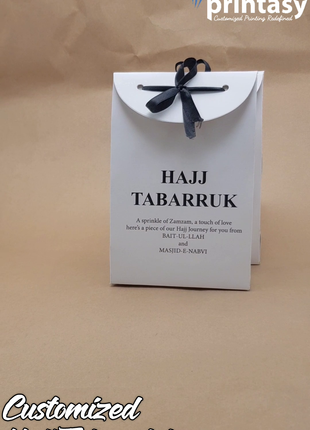 printasy
Customized Printing Redefined
HAJJ
TABARRUK
A sprinkle of Zamzam, a touch of love
here's a piece of our Hajj Journey for you from
BAIT-UL-LLAH
and
MASJID-E-NABVI
Customized